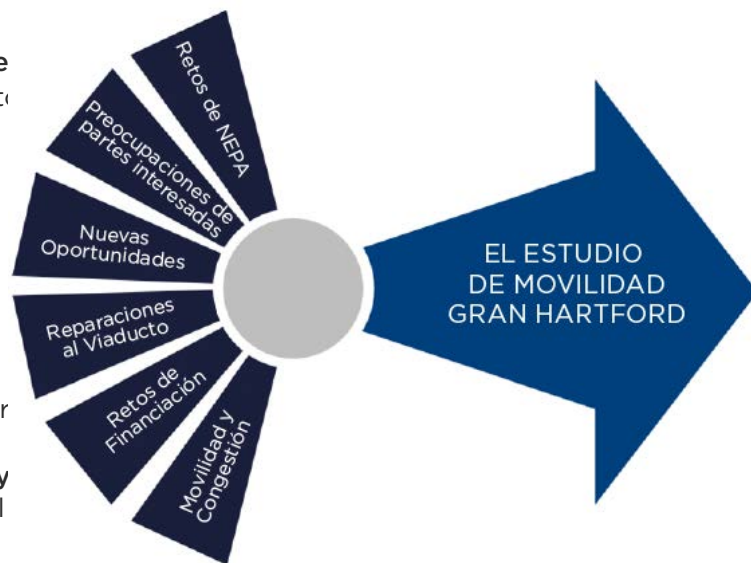 Retos de NEPA
Preocupaciones de
partes interesadas
Nuevas
Oportunidades
Reparaciones
al Viaducto
Retos de
Financiación
Movilidad y
Congestión
EL ESTUDIO
DE MOVILIDAD
GRAN HARTFORD